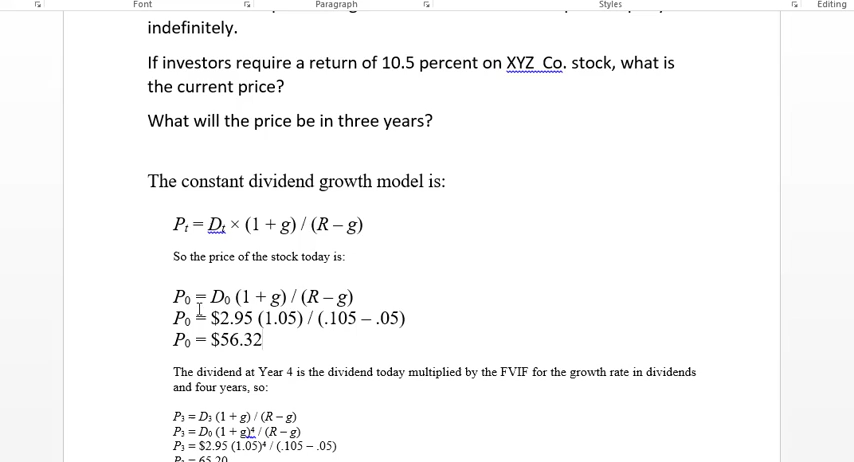 Font Paragraph Styles Editing
indefinitely.
If investors require a return of 10.5 percent on XYZ Co. stock, what is
the current price?
What will the price be in three years?
The constant dividend growth model is:
Pₜ = Dₜ × (1 + g) / (R – g)
So the price of the stock today is:
P₀ = D₀ (1 + g) / (R – g)
P₀ = $2.95 (1.05) / (.105 – .05)
P₀ = $56.32
The dividend at Year 4 is the dividend today multiplied by the FVIF for the growth rate in dividends
and four years, so:
P₃ = D₃ (1 + g) / (R – g)
P₃ = D₀ (1 + g)⁴ / (R – g)
P₃ = $2.95 (1.05)⁴ / (.105 – .05)
P₃ = 65.20